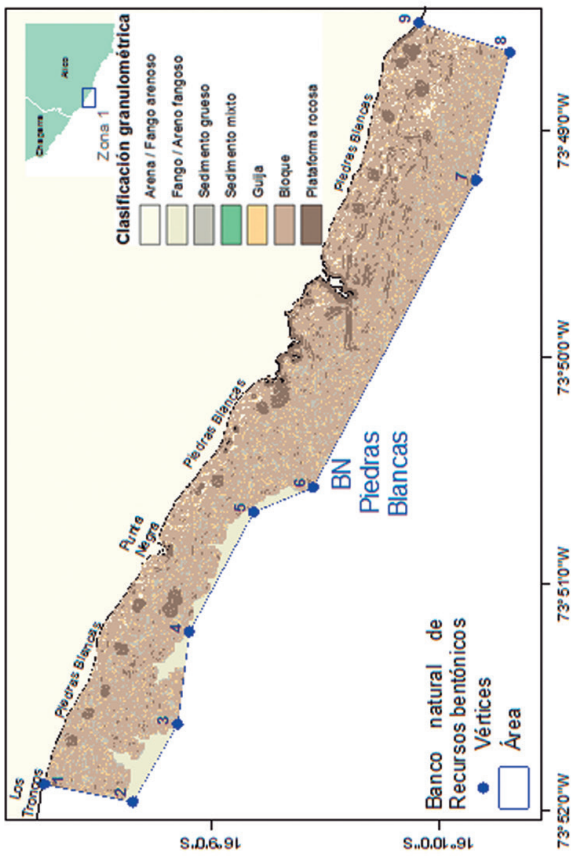 Los
Troncos
Piedras Blancas
Punta
Negra
Piedras Blancas
Piedras Blancas
1
2
3
4
5
6
7
8
9
BN
Piedras
Blancas
Chaparra
Atico
Zona 1
Clasificación granulométrica
Arena / Fango arenoso
Fango / Areno fangoso
Sedimento grueso
Sedimento mixto
Guija
Bloque
Plataforma rocosa
Banco natural de
Recursos bentónicos
Vértices
Área
73°52'0"W
73°51'0"W
73°50'0"W
73°49'0"W
16°9'0"S
16°10'0"S